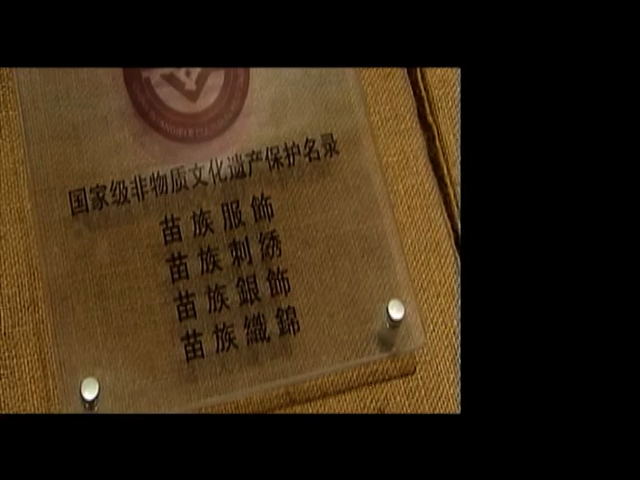 国家级非物质文化遗产保护名录
苗族服飾
苗族刺綉
苗族銀飾
苗族織錦